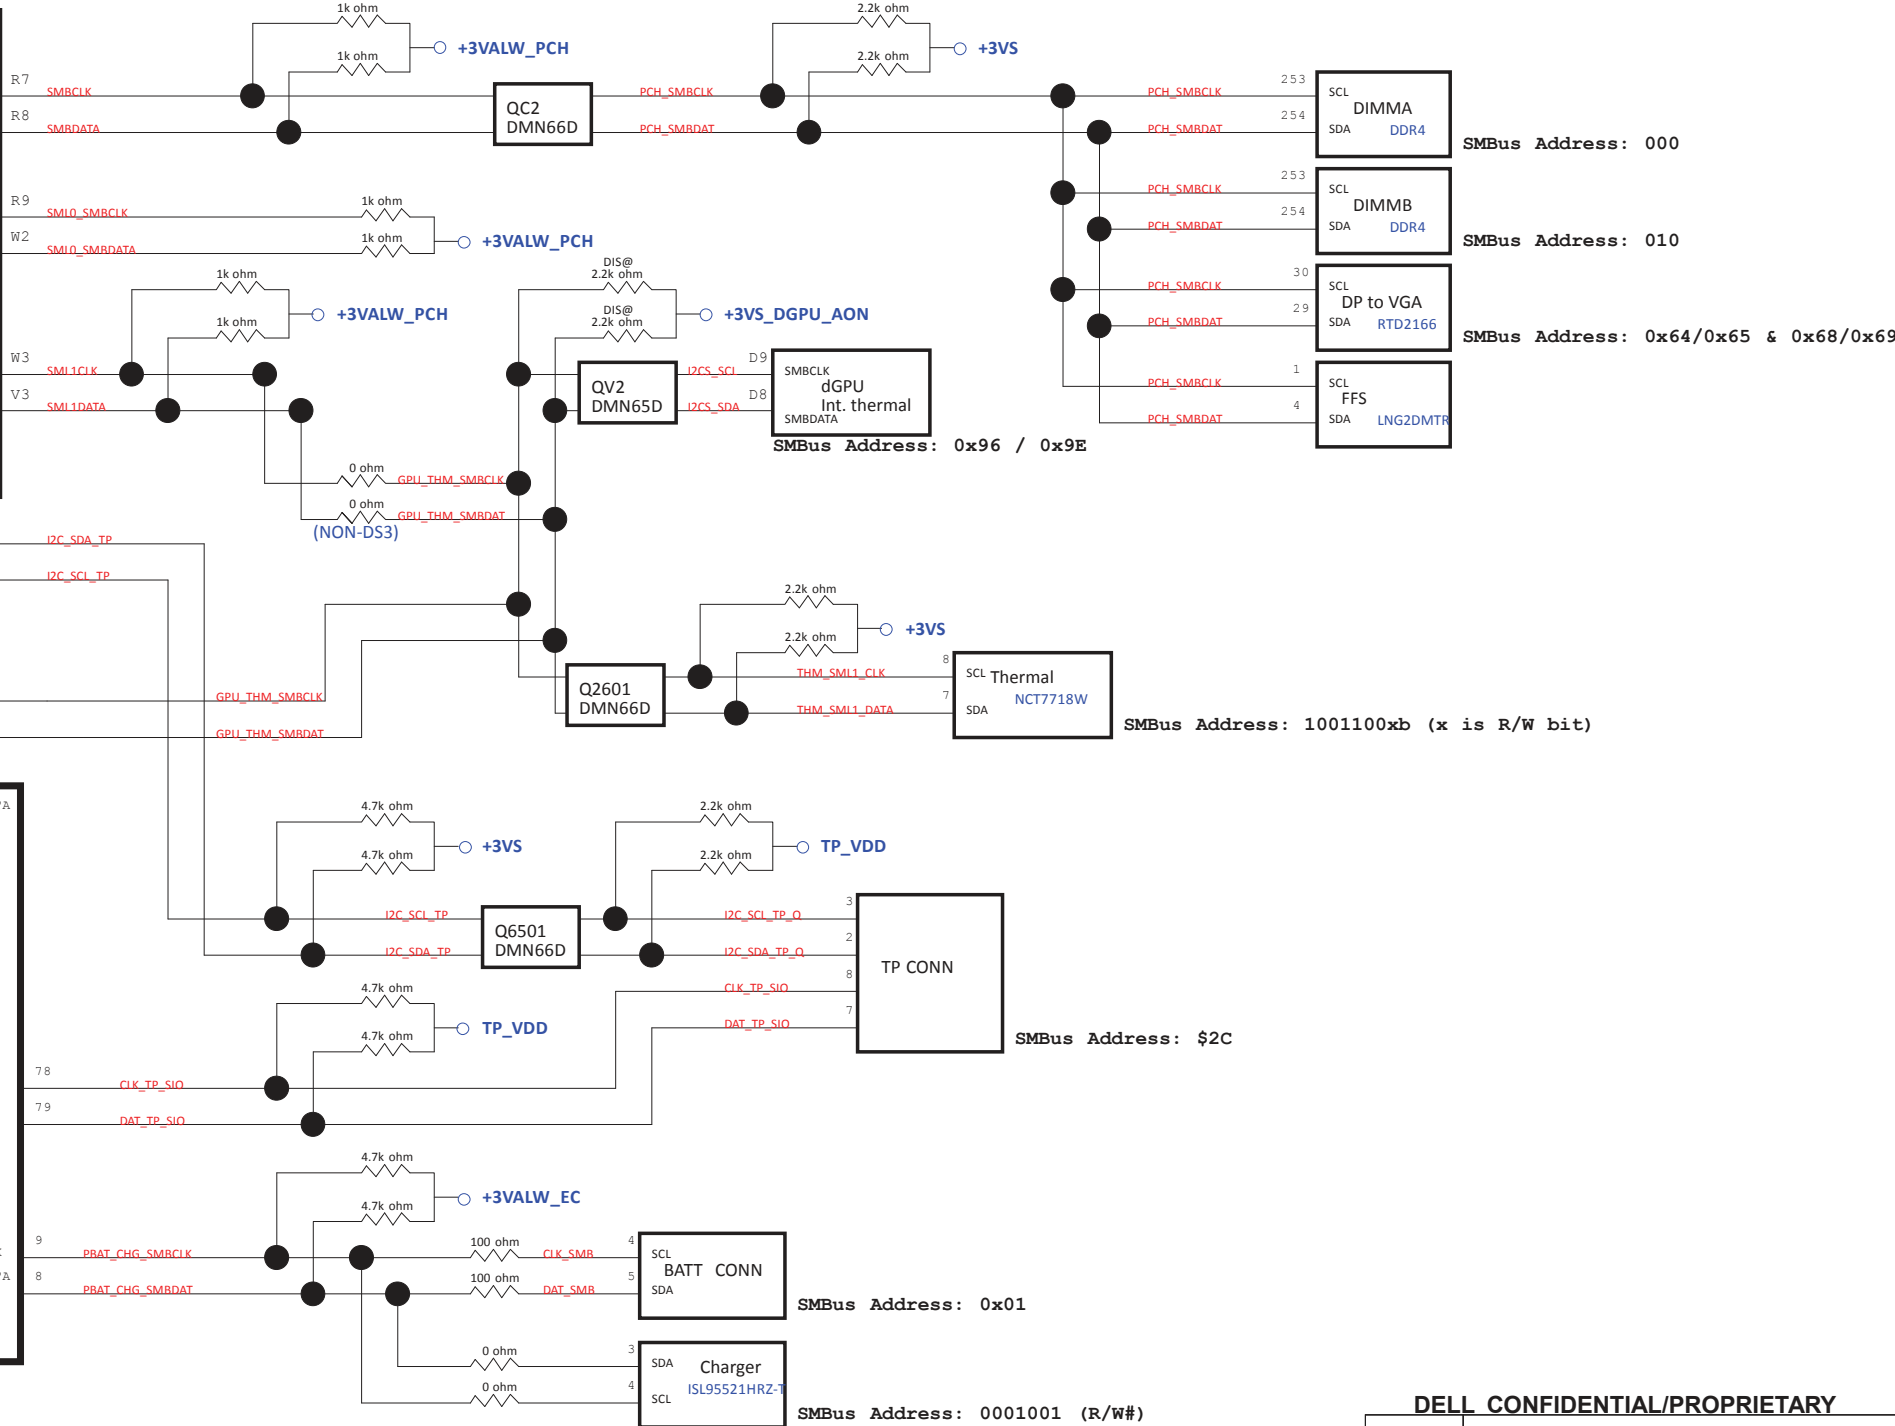 1k ohm
+3VALW_PCH
1k ohm
2.2k ohm
+3VS
2.2k ohm
R7
SMBCLK
R8
SMBDATA
QC2
DMN66D
PCH_SMBCLK
PCH_SMBDAT
PCH_SMBCLK
PCH_SMBDAT
253
254
SCL
DIMMA
SDA
DDR4
SMBus Address: 000
R9
SML0_SMBCLK
W2
SML0_SMBDATA
1k ohm
1k ohm
+3VALW_PCH
PCH_SMBCLK
PCH_SMBDAT
253
254
SCL
DIMMB
SDA
DDR4
SMBus Address: 010
1k ohm
+3VALW_PCH
1k ohm
DIS@
2.2k ohm
+3VS_DGPU_AON
DIS@
2.2k ohm
PCH_SMBCLK
PCH_SMBDAT
30
29
SCL
DP to VGA
SDA
RTD2166
SMBus Address: 0x64/0x65 & 0x68/0x69
W3
SML1CLK
V3
SML1DATA
QV2
DMN65D
I2CS_SCL
I2CS_SDA
D9
D8
SMBCLK
dGPU
Int. thermal
SMBDATA
SMBus Address: 0x96 / 0x9E
PCH_SMBCLK
PCH_SMBDAT
1
4
SCL
FFS
SDA
LNG2DMTR
0 ohm
GPU_THM_SMBCLK
0 ohm
GPU_THM_SMBDAT
(NON-DS3)
I2C_SDA_TP
I2C_SCL_TP
2.2k ohm
+3VS
2.2k ohm
GPU_THM_SMBCLK
GPU_THM_SMBDAT
Q2601
DMN66D
THM_SML1_CLK
THM_SML1_DATA
8
7
SCL
Thermal
NCT7718W
SDA
SMBus Address: 1001100xb (x is R/W bit)
4.7k ohm
+3VS
4.7k ohm
2.2k ohm
TP_VDD
2.2k ohm
I2C_SCL_TP
I2C_SDA_TP
Q6501
DMN66D
I2C_SCL_TP_Q
I2C_SDA_TP_Q
CLK_TP_SIO
DAT_TP_SIO
3
2
8
7
TP CONN
SMBus Address: $2C
4.7k ohm
TP_VDD
4.7k ohm
78
CLK_TP_SIO
79
DAT_TP_SIO
4.7k ohm
+3VALW_EC
4.7k ohm
9
PBAT_CHG_SMBCLK
8
PBAT_CHG_SMBDAT
100 ohm
CLK_SMB
100 ohm
DAT_SMB
4
5
SCL
BATT CONN
SDA
SMBus Address: 0x01
0 ohm
0 ohm
3
4
SDA
Charger
ISL95521HRZ-T
SCL
SMBus Address: 0001001 (R/W#)
DELL CONFIDENTIAL/PROPRIETARY